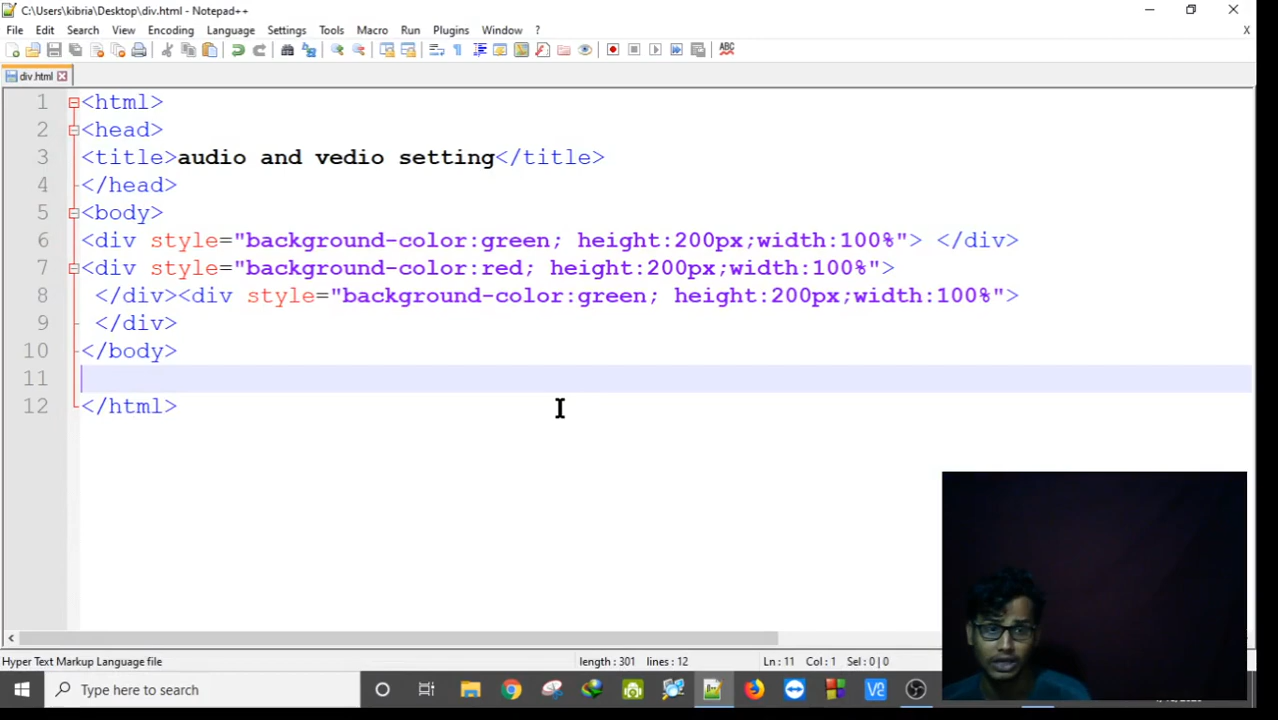 C:\Users\kibria\Desktop\div.html - Notepad++
File Edit Search View Encoding Language Settings Tools Macro Run Plugins Window ? X
ABC
div.html
1 <html>
2 <head>
3 <title>audio and vedio setting</title>
4 </head>
5 <body>
6 <div style="background-color:green; height:200px;width:100%"> </div>
7 <div style="background-color:red; height:200px;width:100%">
8 </div><div style="background-color:green; height:200px;width:100%">
9 </div>
10 </body>
11
12 </html>
Hyper Text Markup Language file length : 301 lines : 12 Ln : 11 Col : 1 Sel : 0 | 0
Type here to search